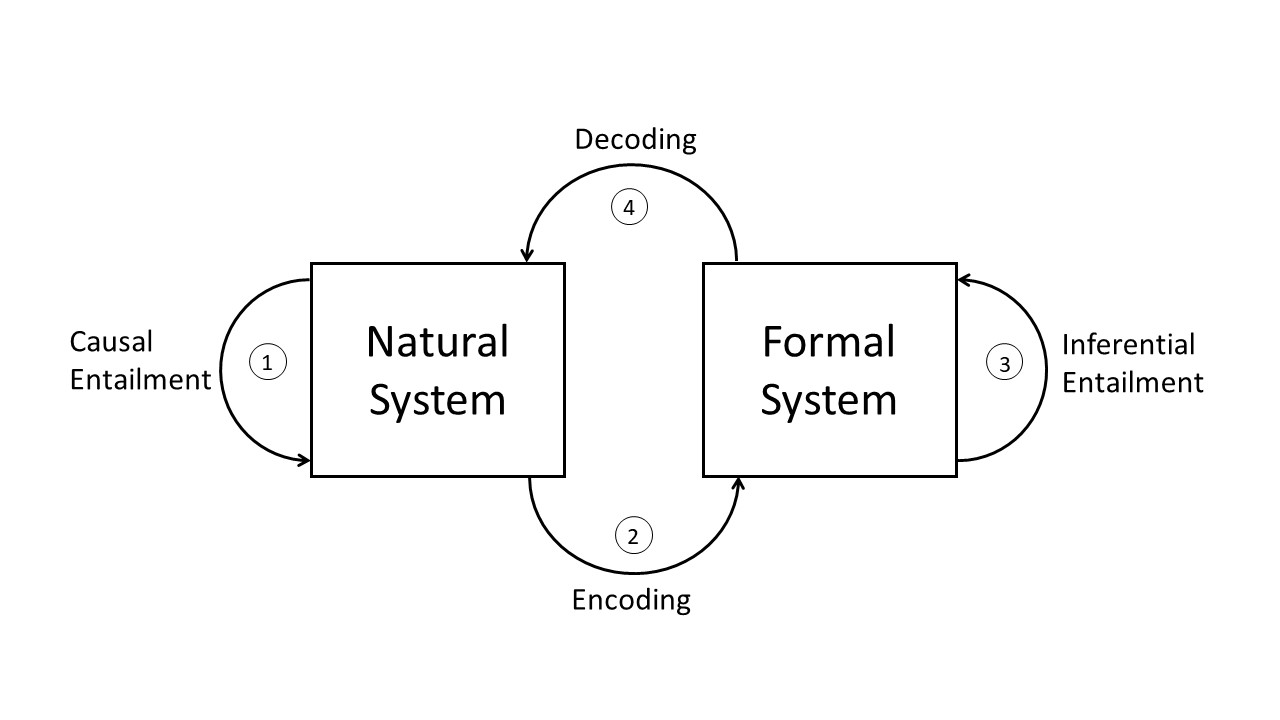 Decoding
4
Causal
Entailment
1
Natural
System
Formal
System
3
Inferential
Entailment
2
Encoding